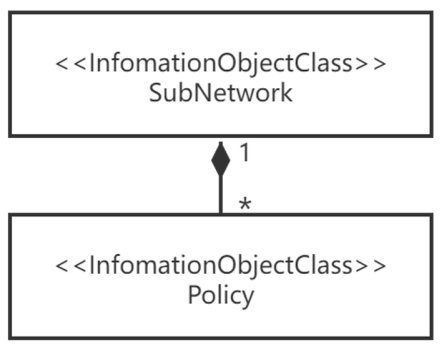 <<InfomationObjectClass>>
SubNetwork
1
*
<<InfomationObjectClass>>
Policy